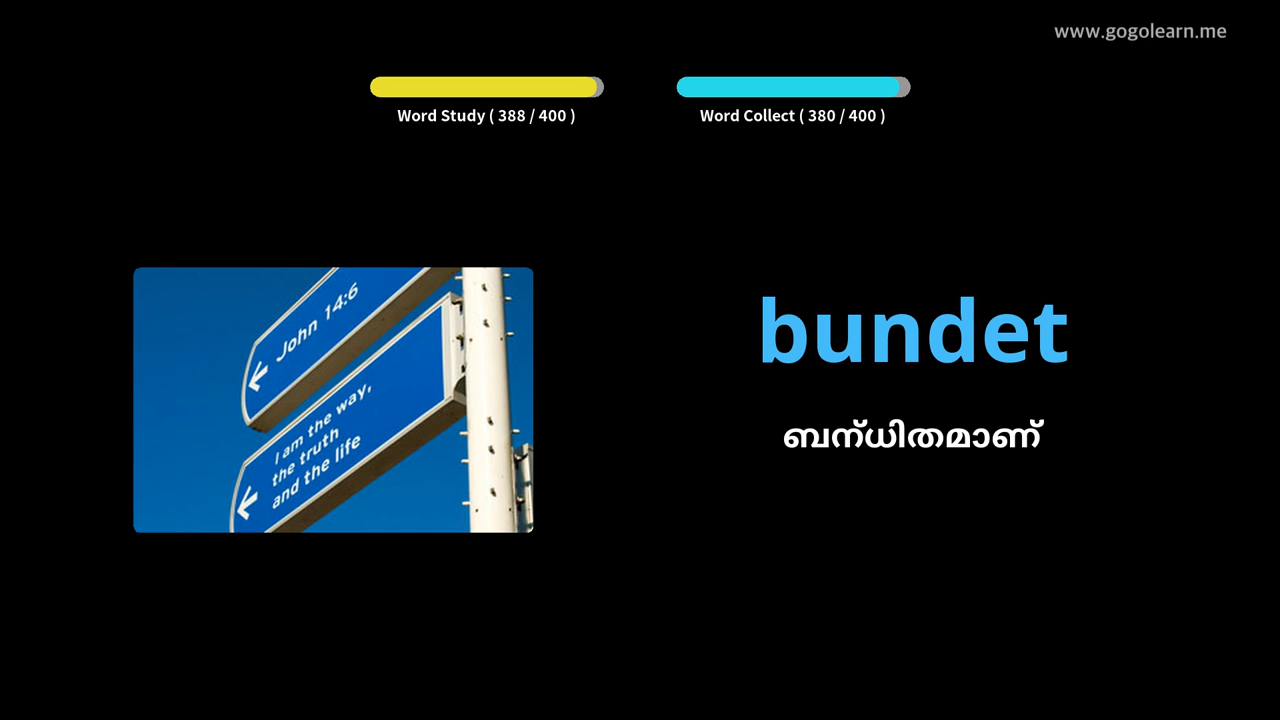 www.gogolearn.me
Word Study ( 388 / 400 )
Word Collect ( 380 / 400 )
John 14:6
I am the way,
the truth
and the life
bundet
ബന്ധിതമാണ്